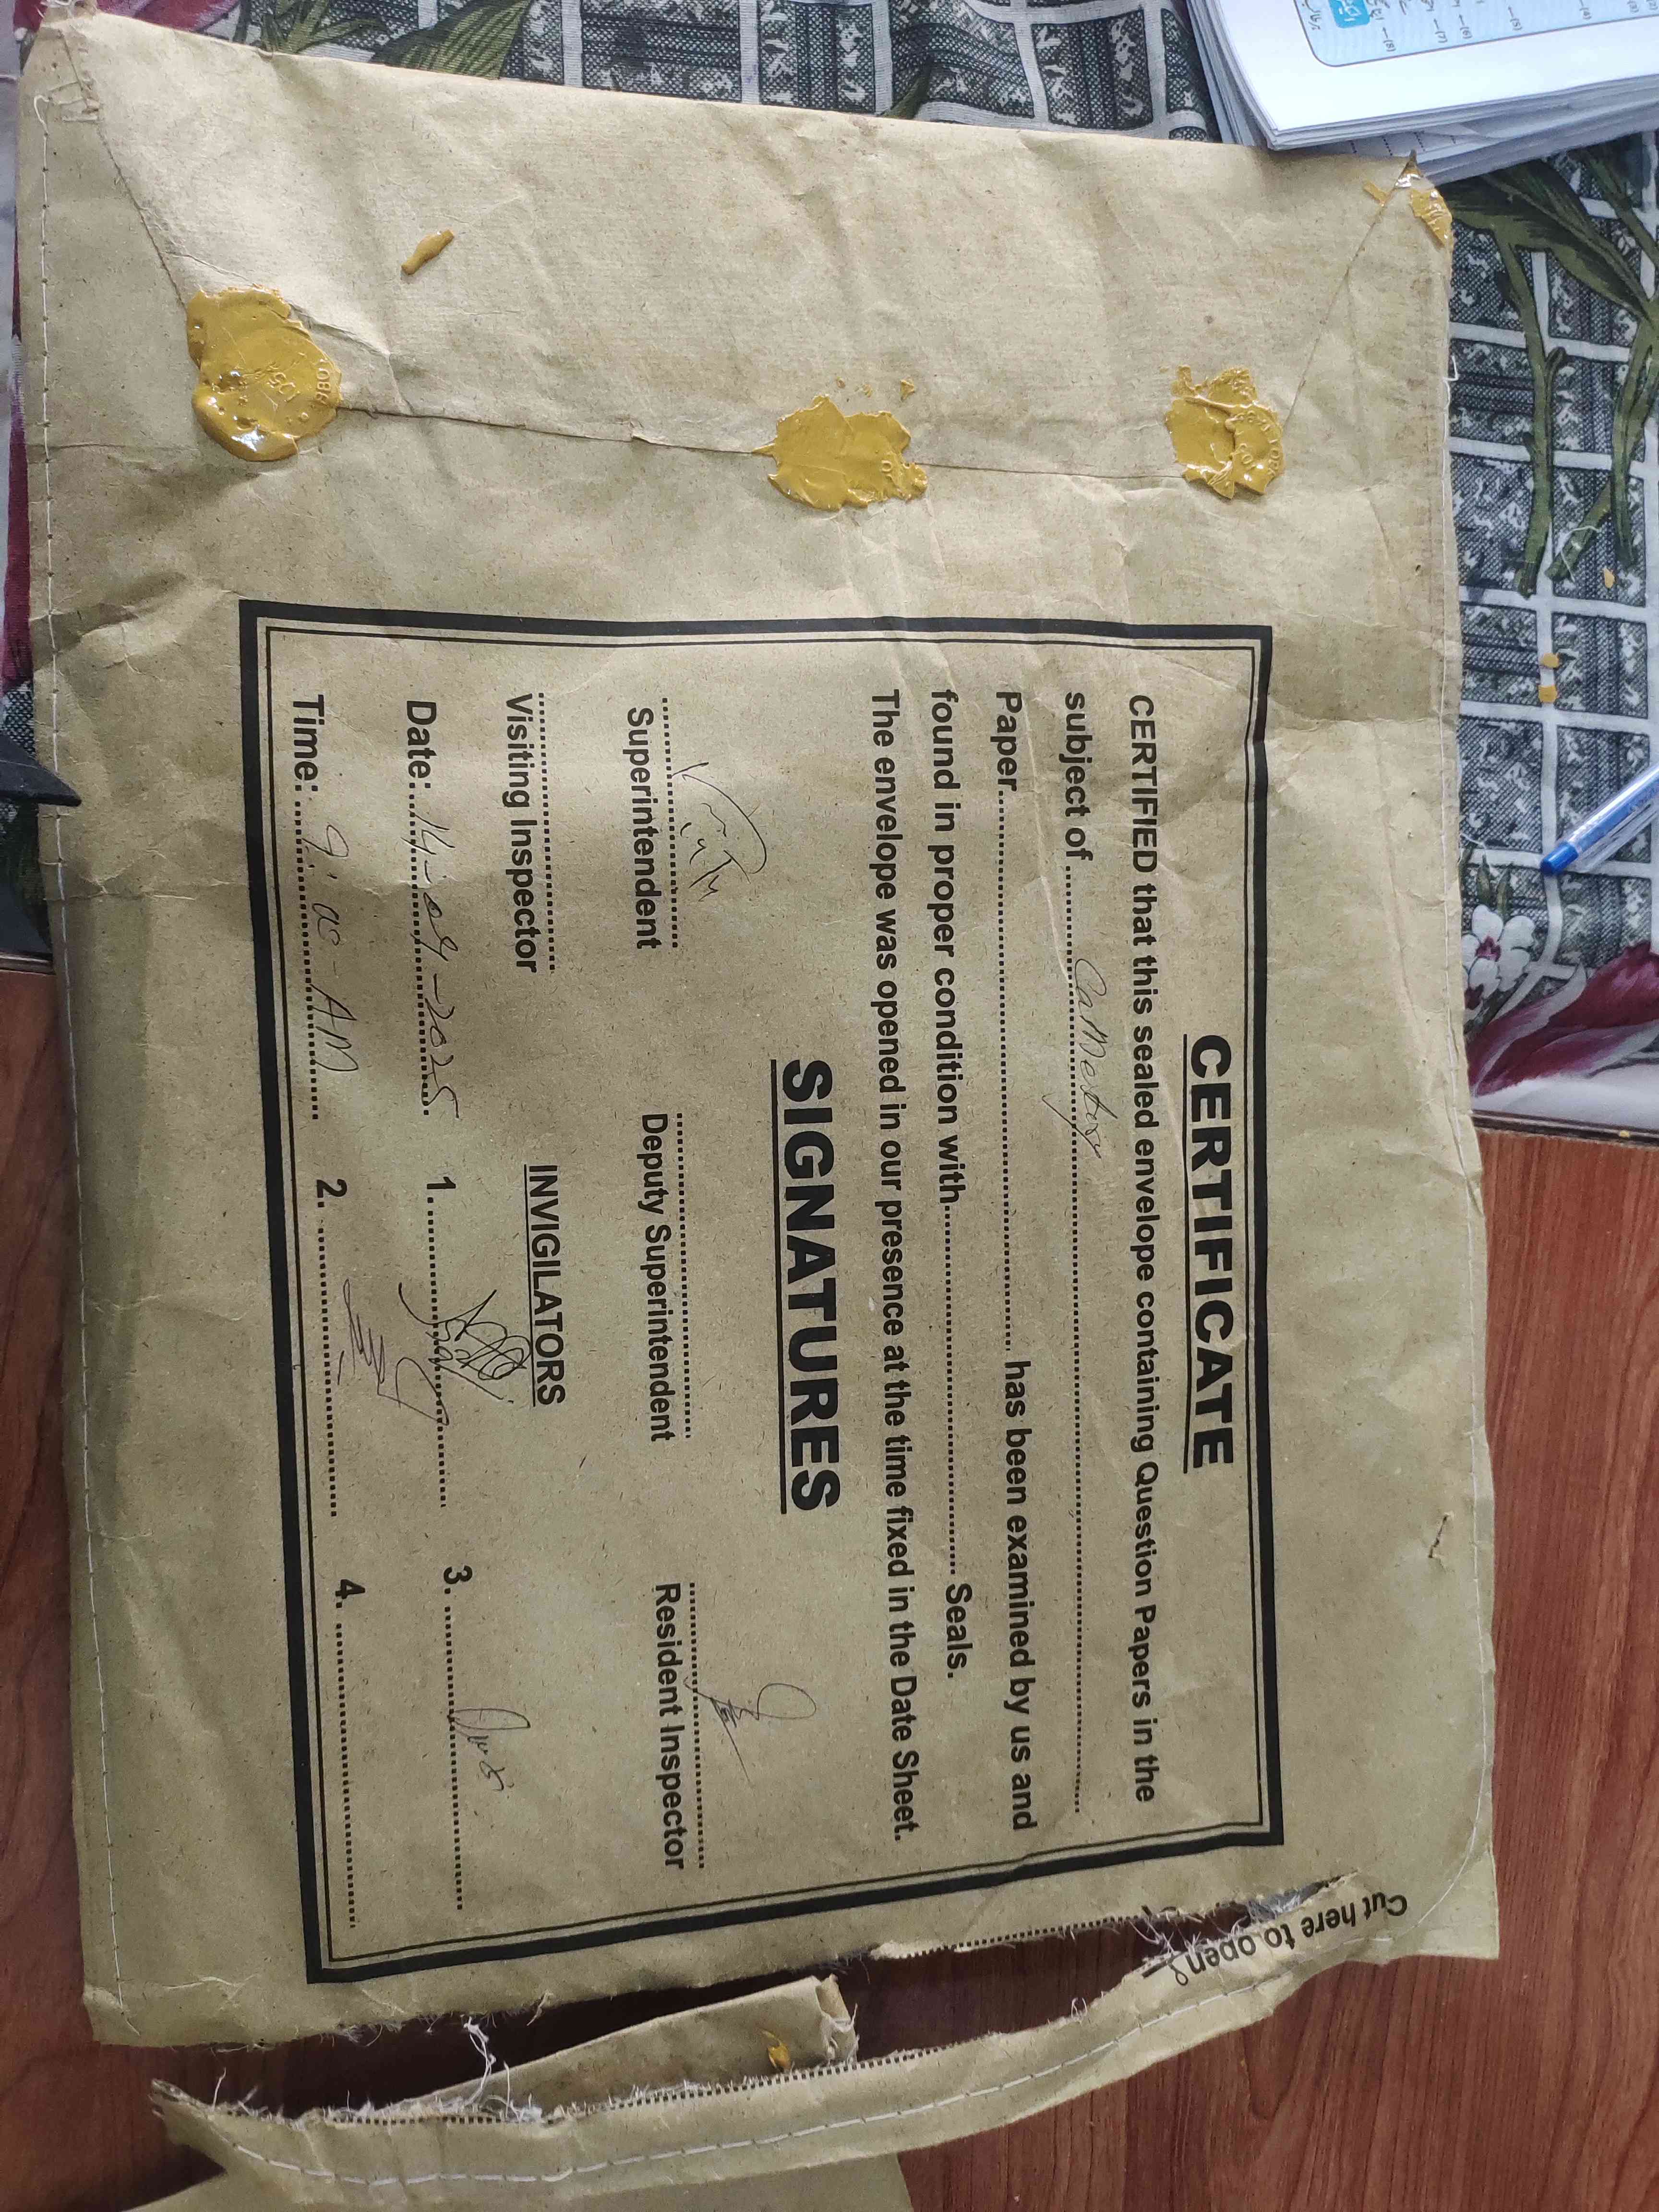 CERTIFICATE
CERTIFIED that this sealed envelope containing Question Papers in the
subject of ........................
Paper........................ has been examined by us and
found in proper condition with........................ Seals.
The envelope was opened in our presence at the time fixed in the Date Sheet.
SIGNATURES
Superintendent Deputy Superintendent Resident Inspector
Visiting Inspector INVIGILATORS
Date: 14-04-2025 1. 3.
Time: 9:00-AM 2. 4.
Cut here to open